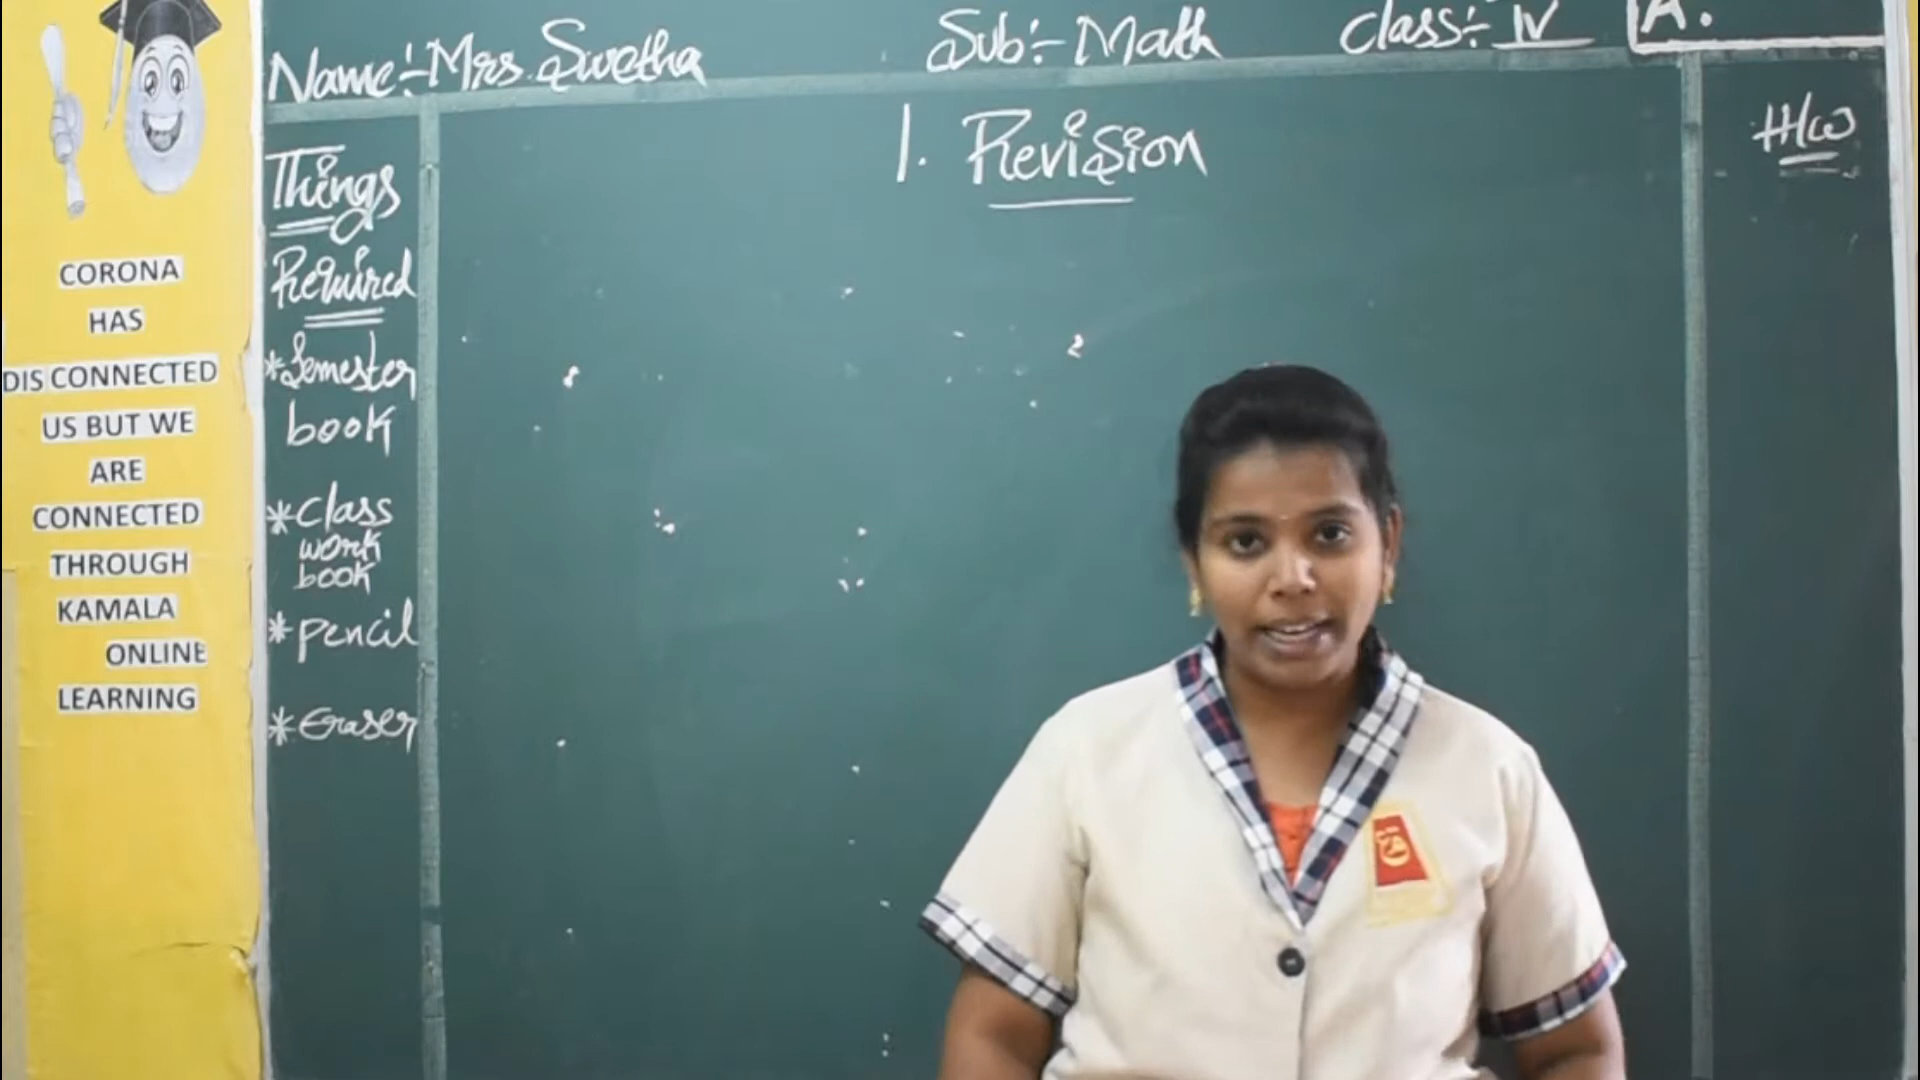 Name:- Mrs. Swetha
Sub:- Math
Class:- IV
A.
1. Revision
H/W
Things
Required
*Semester
book
*Class
work
book
*Pencil
*Eraser
CORONA
HAS
DIS CONNECTED
US BUT WE
ARE
CONNECTED
THROUGH
KAMALA
ONLINE
LEARNING